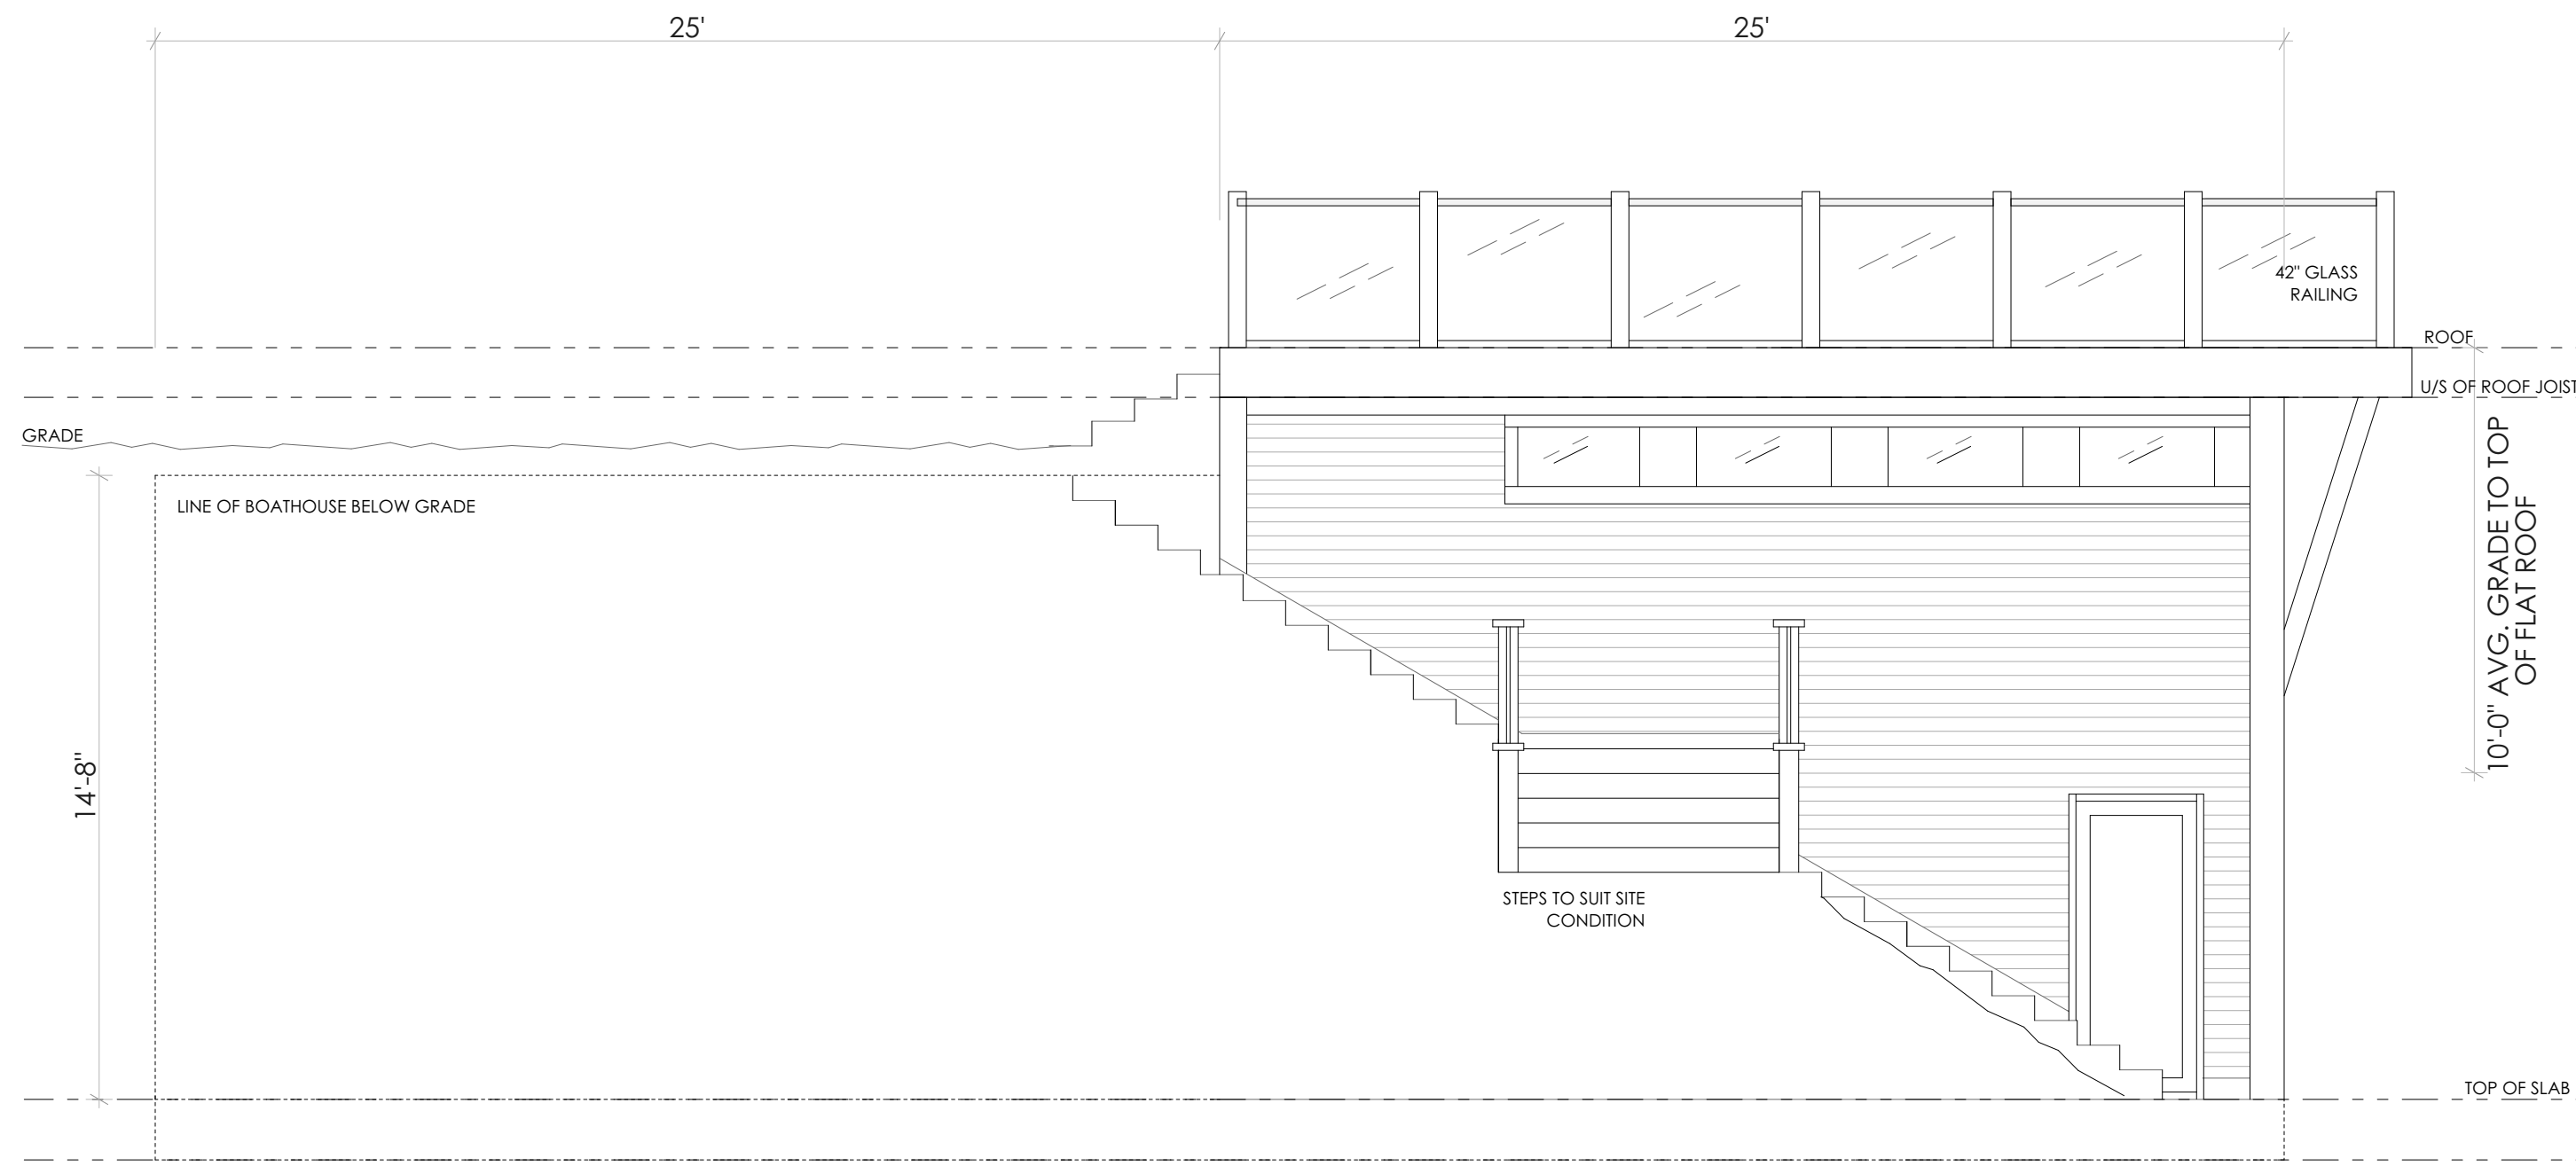 25'
25'
42" GLASS
RAILING
ROOF
U/S OF ROOF JOIST
GRADE
LINE OF BOATHOUSE BELOW GRADE
10'-0" AVG. GRADE TO TOP
OF FLAT ROOF
14'-8"
STEPS TO SUIT SITE
CONDITION
TOP OF SLAB